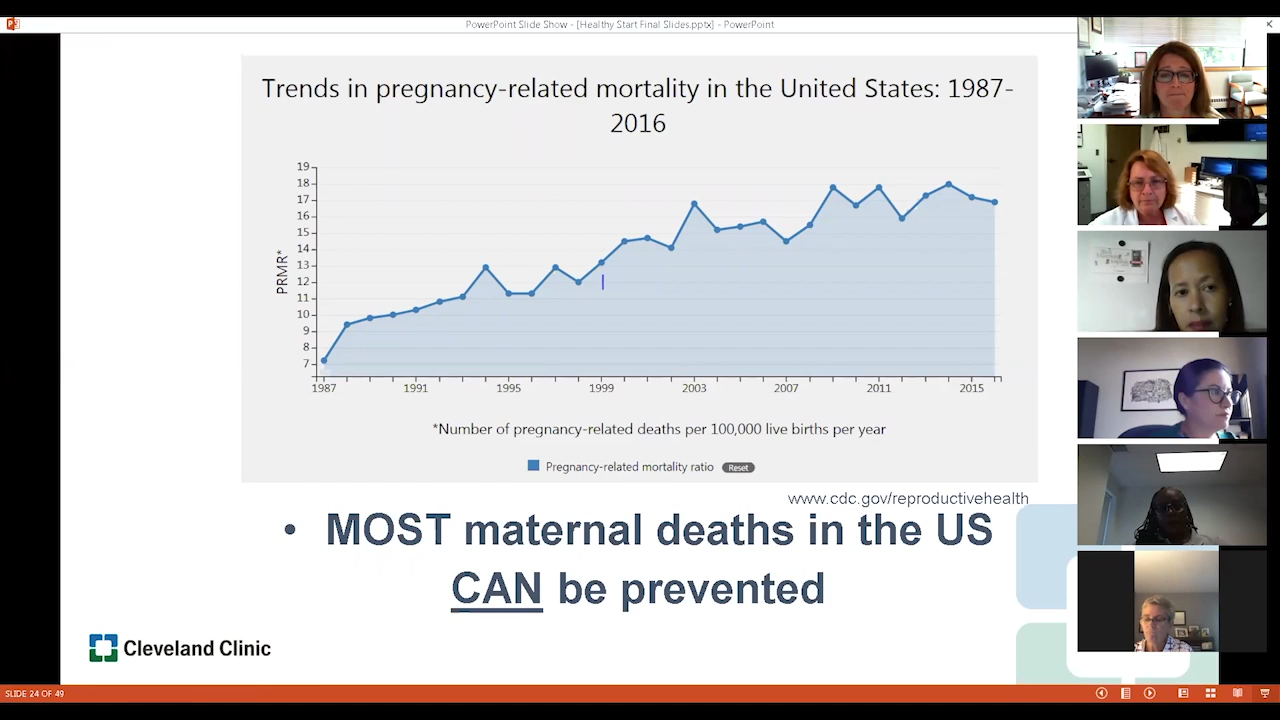 PowerPoint Slide Show - [Healthy Start Final Slides.pptx] - PowerPoint
Trends in pregnancy-related mortality in the United States: 1987-
2016
19
18
17
16
15
14
13
12
11
10
9
8
7
PRMR*
1987 1991 1995 1999 2003 2007 2011 2015
*Number of pregnancy-related deaths per 100,000 live births per year
Pregnancy-related mortality ratio Reset
www.cdc.gov/reproductivehealth
• MOST maternal deaths in the US
CAN be prevented
Cleveland Clinic
SLIDE 24 OF 49